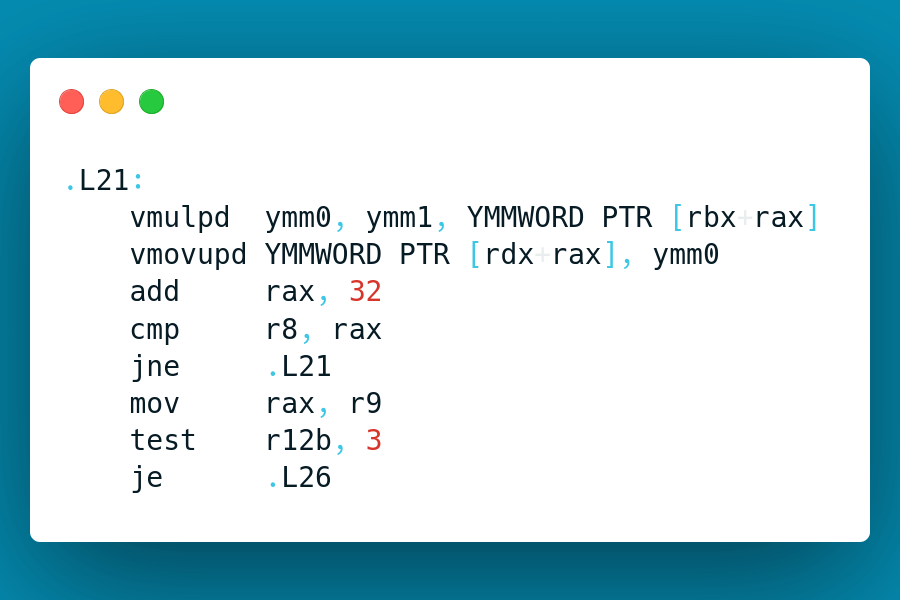 .L21:
    vmulpd  ymm0, ymm1, YMMWORD PTR [rbx+rax]
    vmovupd YMMWORD PTR [rdx+rax], ymm0
    add     rax, 32
    cmp     r8, rax
    jne     .L21
    mov     rax, r9
    test    r12b, 3
    je      .L26